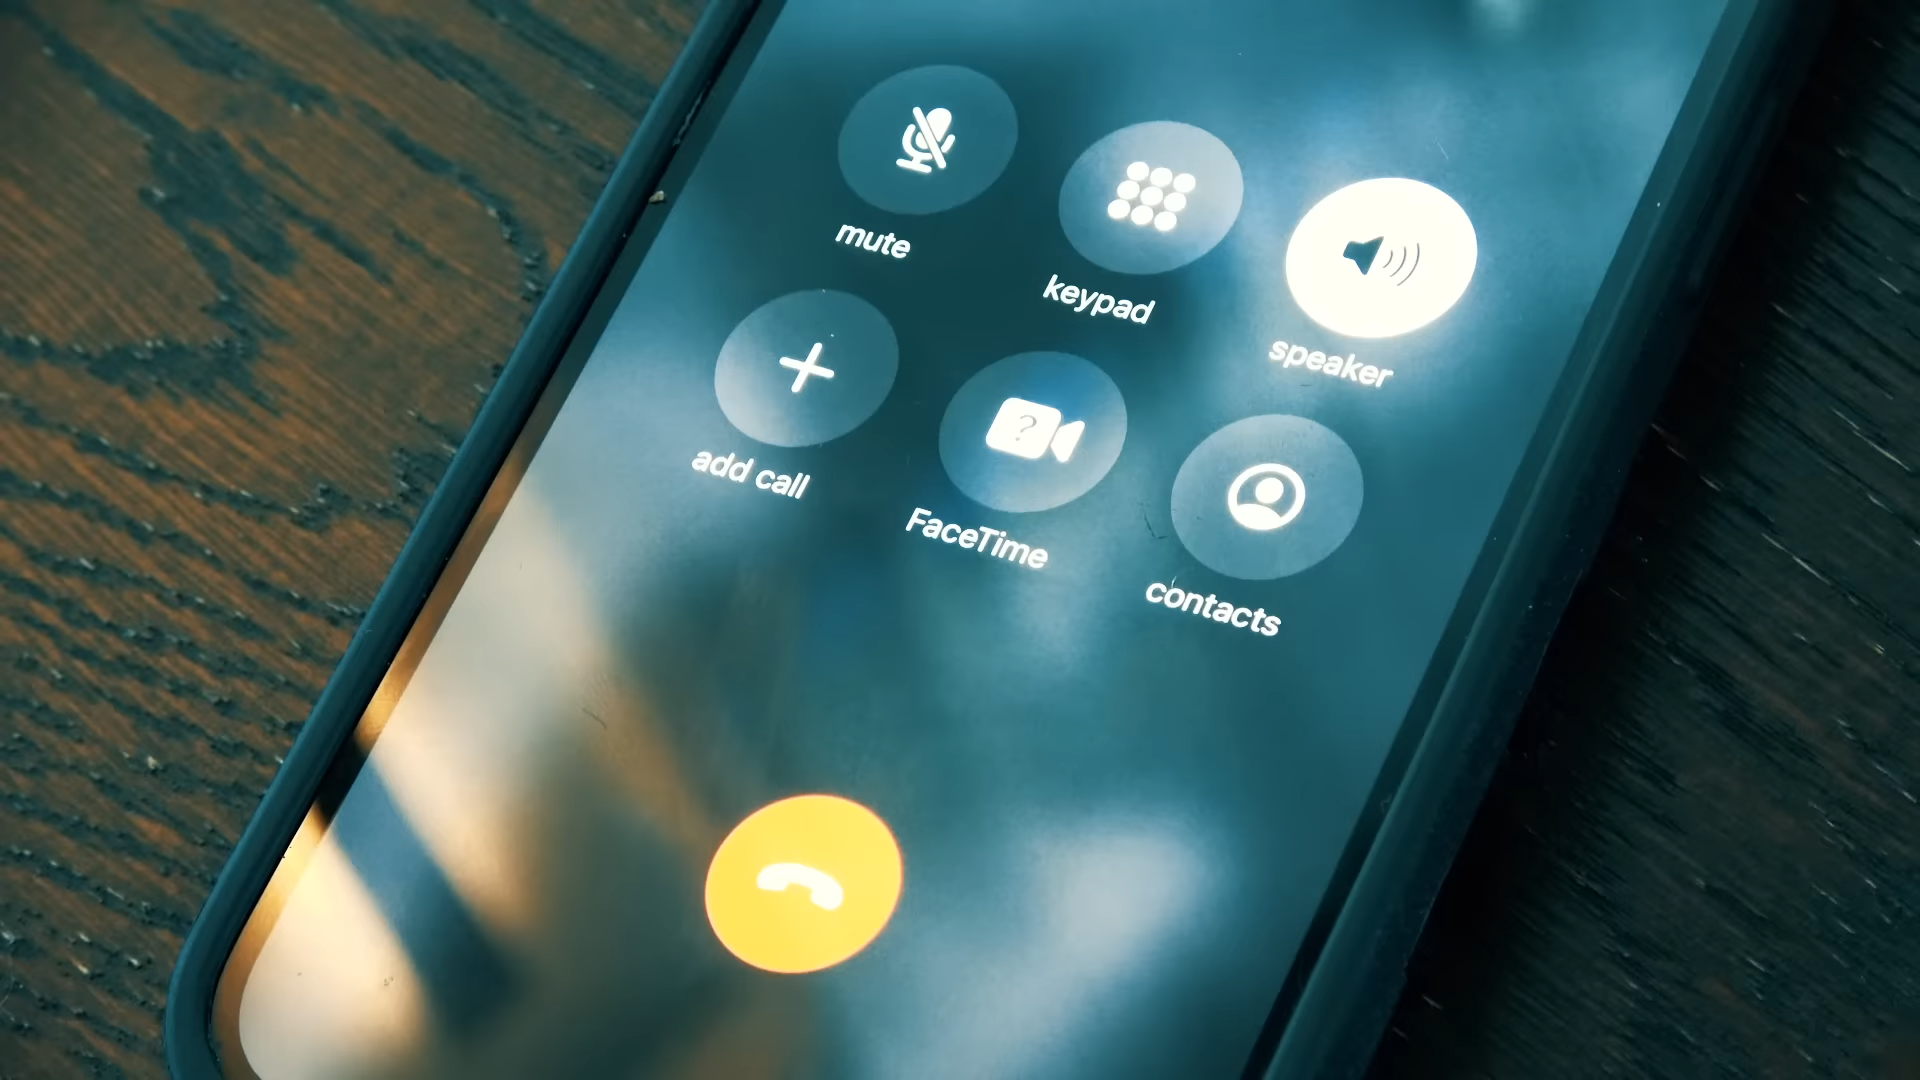 mute
keypad
speaker
add call
FaceTime
contacts